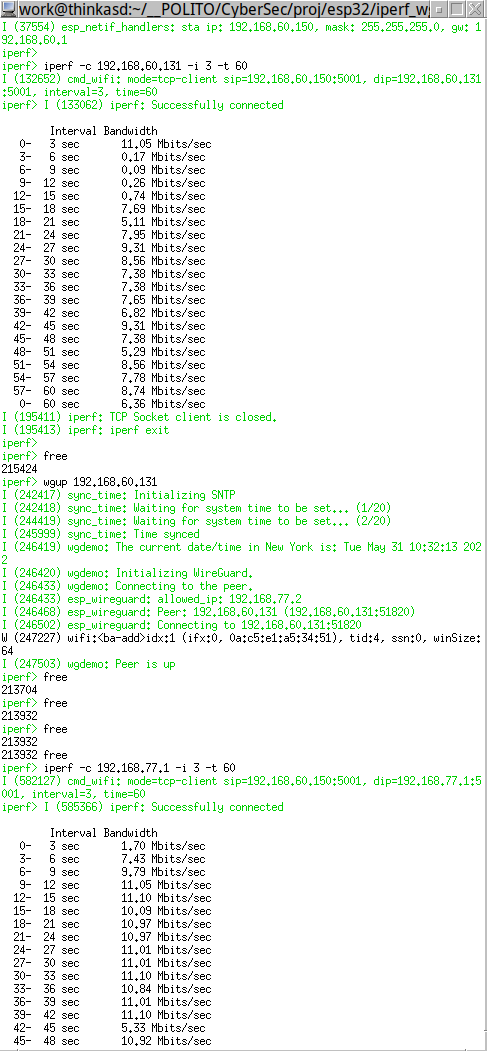 work@thinkasd:~/__POLITO/CyberSec/proj/esp32/iperf_wg
I (37554) esp_netif_handlers: sta ip: 192.168.60.150, mask: 255.255.255.0, gw: 1
92.168.60.1
iperf>
iperf> iperf -c 192.168.60.131 -i 3 -t 60
I (132652) cmd_wifi: mode=tcp-client sip=192.168.60.150:5001, dip=192.168.60.131
:5001, interval=3, time=60
iperf> I (133062) iperf: Successfully connected
Interval Bandwidth
0- 3 sec 11.05 Mbits/sec
3- 6 sec 0.17 Mbits/sec
6- 9 sec 0.09 Mbits/sec
9- 12 sec 0.26 Mbits/sec
12- 15 sec 0.74 Mbits/sec
15- 18 sec 7.69 Mbits/sec
18- 21 sec 5.11 Mbits/sec
21- 24 sec 7.95 Mbits/sec
24- 27 sec 9.31 Mbits/sec
27- 30 sec 8.56 Mbits/sec
30- 33 sec 7.38 Mbits/sec
33- 36 sec 7.38 Mbits/sec
36- 39 sec 7.65 Mbits/sec
39- 42 sec 6.82 Mbits/sec
42- 45 sec 9.31 Mbits/sec
45- 48 sec 7.38 Mbits/sec
48- 51 sec 5.29 Mbits/sec
51- 54 sec 8.56 Mbits/sec
54- 57 sec 7.78 Mbits/sec
57- 60 sec 8.74 Mbits/sec
0- 60 sec 6.36 Mbits/sec
I (195411) iperf: TCP Socket client is closed.
I (195413) iperf: iperf exit
iperf>
iperf> free
215424
iperf> wgup 192.168.60.131
I (242417) sync_time: Initializing SNTP
I (242418) sync_time: Waiting for system time to be set... (1/20)
I (244419) sync_time: Waiting for system time to be set... (2/20)
I (245999) sync_time: Time synced
I (246419) wgdemo: The current date/time in New York is: Tue May 31 10:32:13 202
2
I (246420) wgdemo: Initializing WireGuard.
I (246433) wgdemo: Connecting to the peer.
I (246433) esp_wireguard: allowed_ip: 192.168.77.2
I (246468) esp_wireguard: Peer: 192.168.60.131 (192.168.60.131:51820)
I (246502) esp_wireguard: Connecting to 192.168.60.131:51820
W (247227) wifi:<ba-add>idx:1 (ifx:0, 0a:c5:e1:a5:34:51), tid:4, ssn:0, winSize:
64
I (247503) wgdemo: Peer is up
iperf> free
213704
iperf> free
213932
iperf> free
213932
213932 free
iperf> iperf -c 192.168.77.1 -i 3 -t 60
I (582127) cmd_wifi: mode=tcp-client sip=192.168.60.150:5001, dip=192.168.77.1:5
001, interval=3, time=60
iperf> I (585366) iperf: Successfully connected
Interval Bandwidth
0- 3 sec 1.70 Mbits/sec
3- 6 sec 7.43 Mbits/sec
6- 9 sec 9.79 Mbits/sec
9- 12 sec 11.05 Mbits/sec
12- 15 sec 11.10 Mbits/sec
15- 18 sec 10.09 Mbits/sec
18- 21 sec 10.97 Mbits/sec
21- 24 sec 10.97 Mbits/sec
24- 27 sec 11.01 Mbits/sec
27- 30 sec 11.01 Mbits/sec
30- 33 sec 11.10 Mbits/sec
33- 36 sec 10.84 Mbits/sec
36- 39 sec 11.01 Mbits/sec
39- 42 sec 11.10 Mbits/sec
42- 45 sec 5.33 Mbits/sec
45- 48 sec 10.92 Mbits/sec